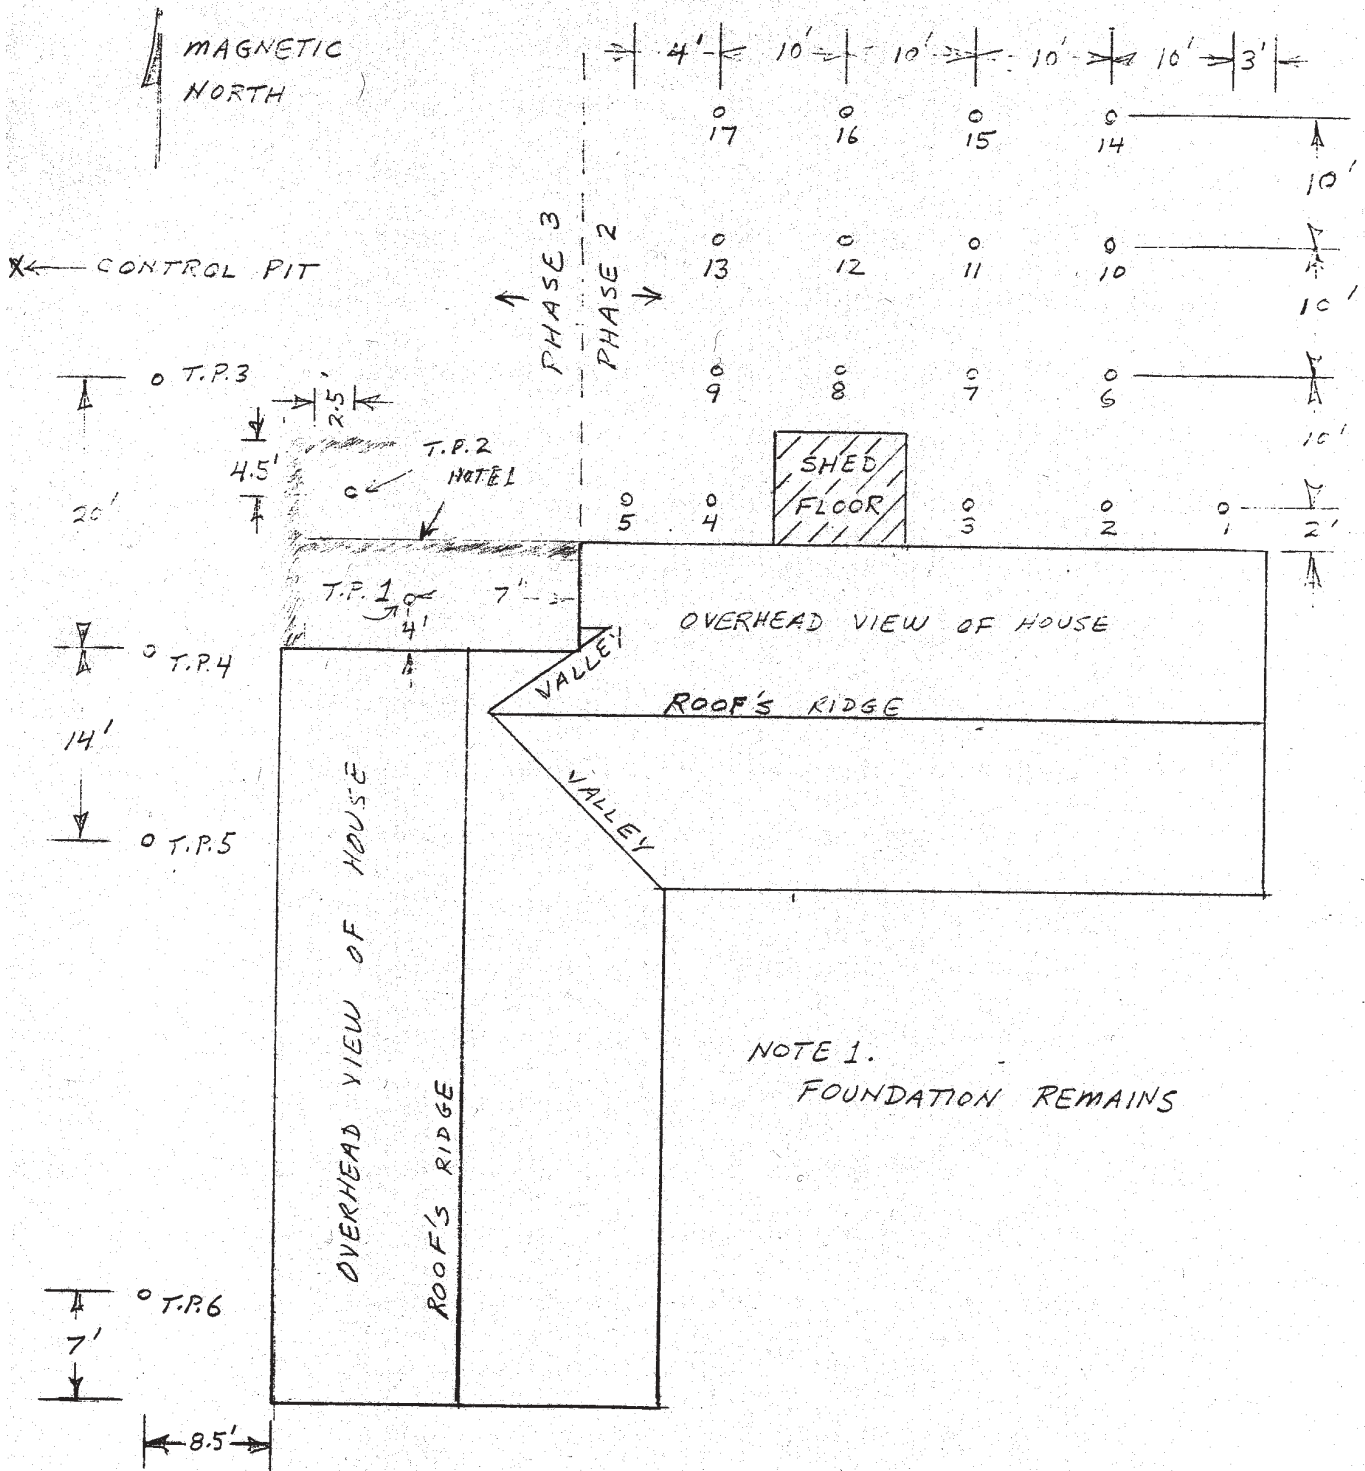 MAGNETIC
NORTH
4' 10' 10' 10' 10' 3'
17 16 15 14
10'
PHASE 3
PHASE 2
X ← CONTROL PIT
13 12 11 10
10'
T.P.3
2.5'
9 8 7 6
10'
4.5'
T.P.2
NOTE 1
SHED
FLOOR
20'
5 4 3 2 1 2'
T.P. 1
7"
4'
OVERHEAD VIEW OF HOUSE
T.P.4
VALLEY
ROOF'S RIDGE
14'
VALLEY
T.P.5
OVERHEAD VIEW OF HOUSE
ROOF'S RIDGE
NOTE 1.
FOUNDATION REMAINS
T.P.6
7'
8.5'